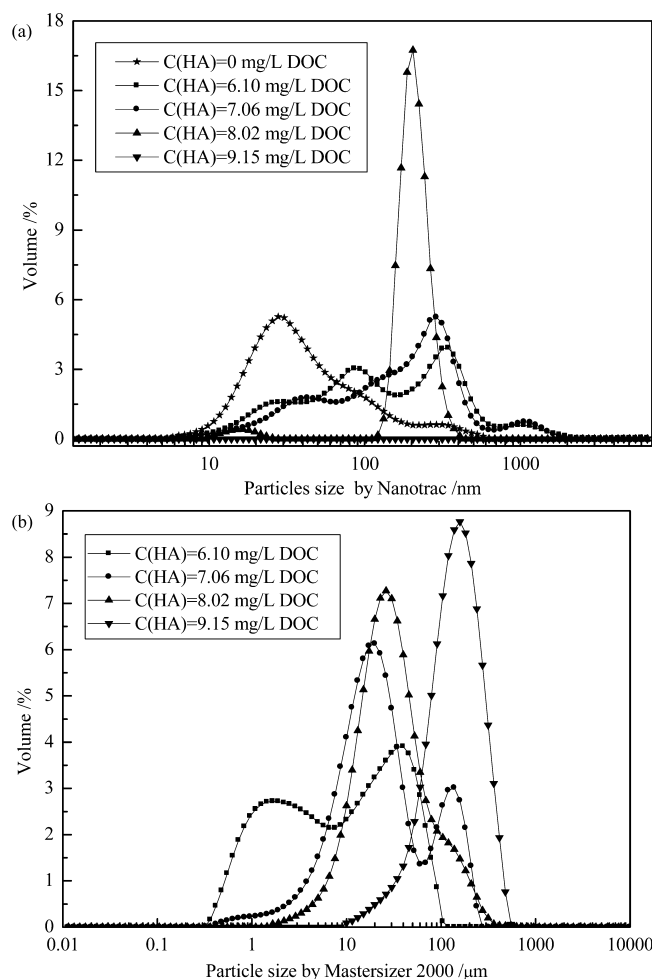 (a)
C(HA)=0 mg/L DOC
C(HA)=6.10 mg/L DOC
C(HA)=7.06 mg/L DOC
C(HA)=8.02 mg/L DOC
C(HA)=9.15 mg/L DOC
18
15
12
9
6
3
0
Volume /%
10 100 1000
Particles size by Nanotrac /nm
(b)
C(HA)=6.10 mg/L DOC
C(HA)=7.06 mg/L DOC
C(HA)=8.02 mg/L DOC
C(HA)=9.15 mg/L DOC
9
8
7
6
5
4
3
2
1
0
Volume /%
0.01 0.1 1 10 100 1000 10000
Particle size by Mastersizer 2000 /μm